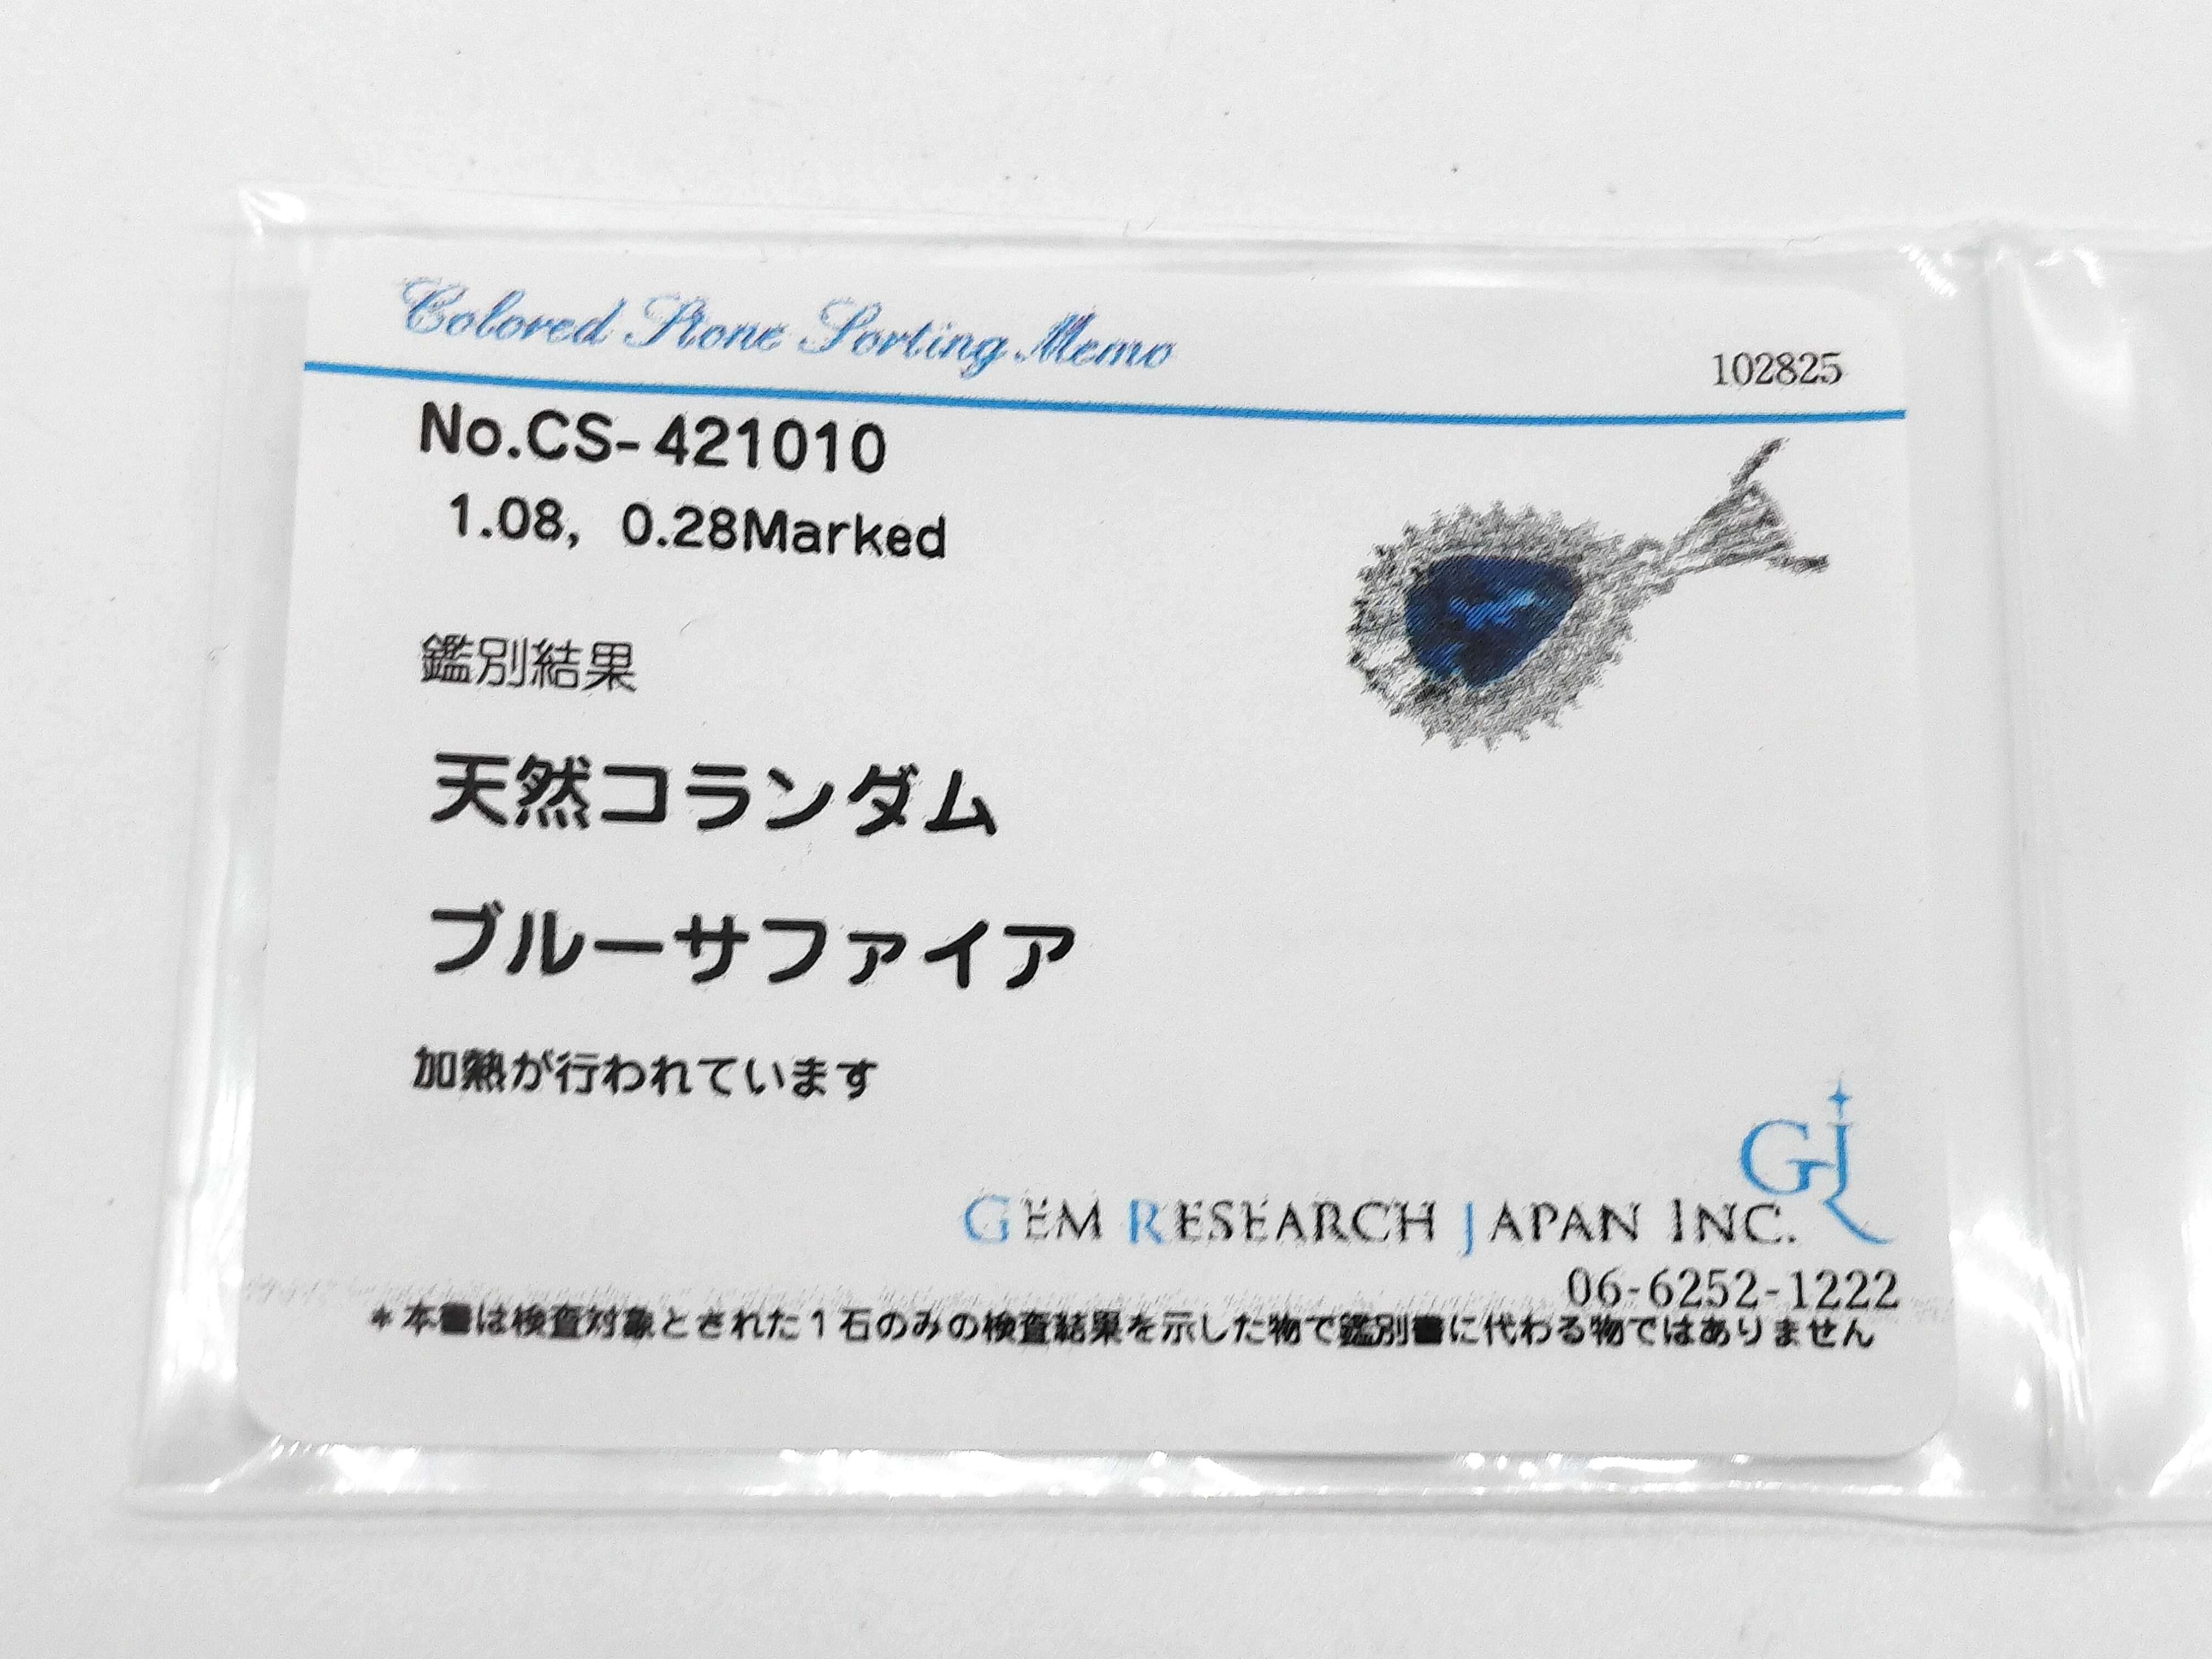 Colored Stone Sorting Memo
102825
No.CS-421010
1.08, 0.28Marked
鑑別結果
天然コランダム
ブルーサファイア
加熱が行われています
GRJ
GEM RESEARCH JAPAN INC.
06-6252-1222
*本書は検査対象とされた1石のみの検査結果を示した物で鑑別書に代わる物ではありません